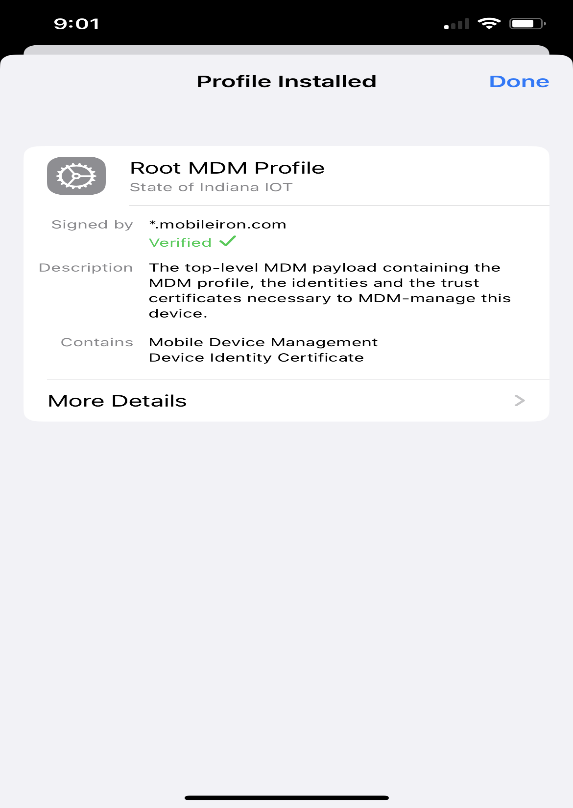 9:01
Profile Installed
Done
Root MDM Profile
State of Indiana IOT
Signed by
*.mobileiron.com
Verified
Description
The top-level MDM payload containing the
MDM profile, the identities and the trust
certificates necessary to MDM-manage this
device.
Contains
Mobile Device Management
Device Identity Certificate
More Details